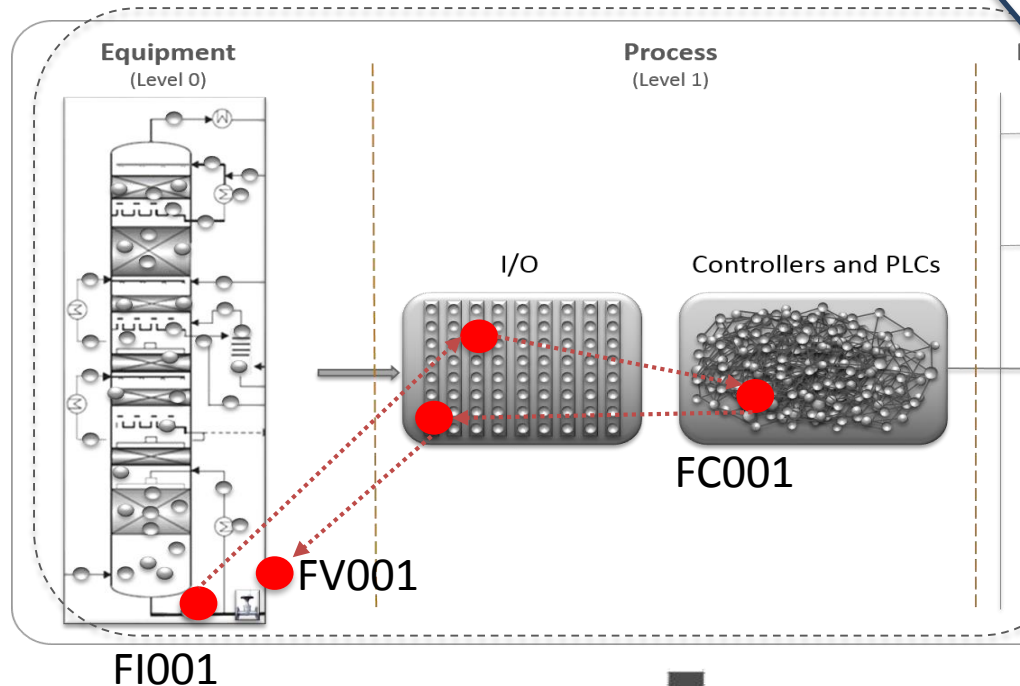 Equipment
(Level 0)
Process
(Level 1)
I/O
Controllers and PLCs
FC001
FV001
FI001